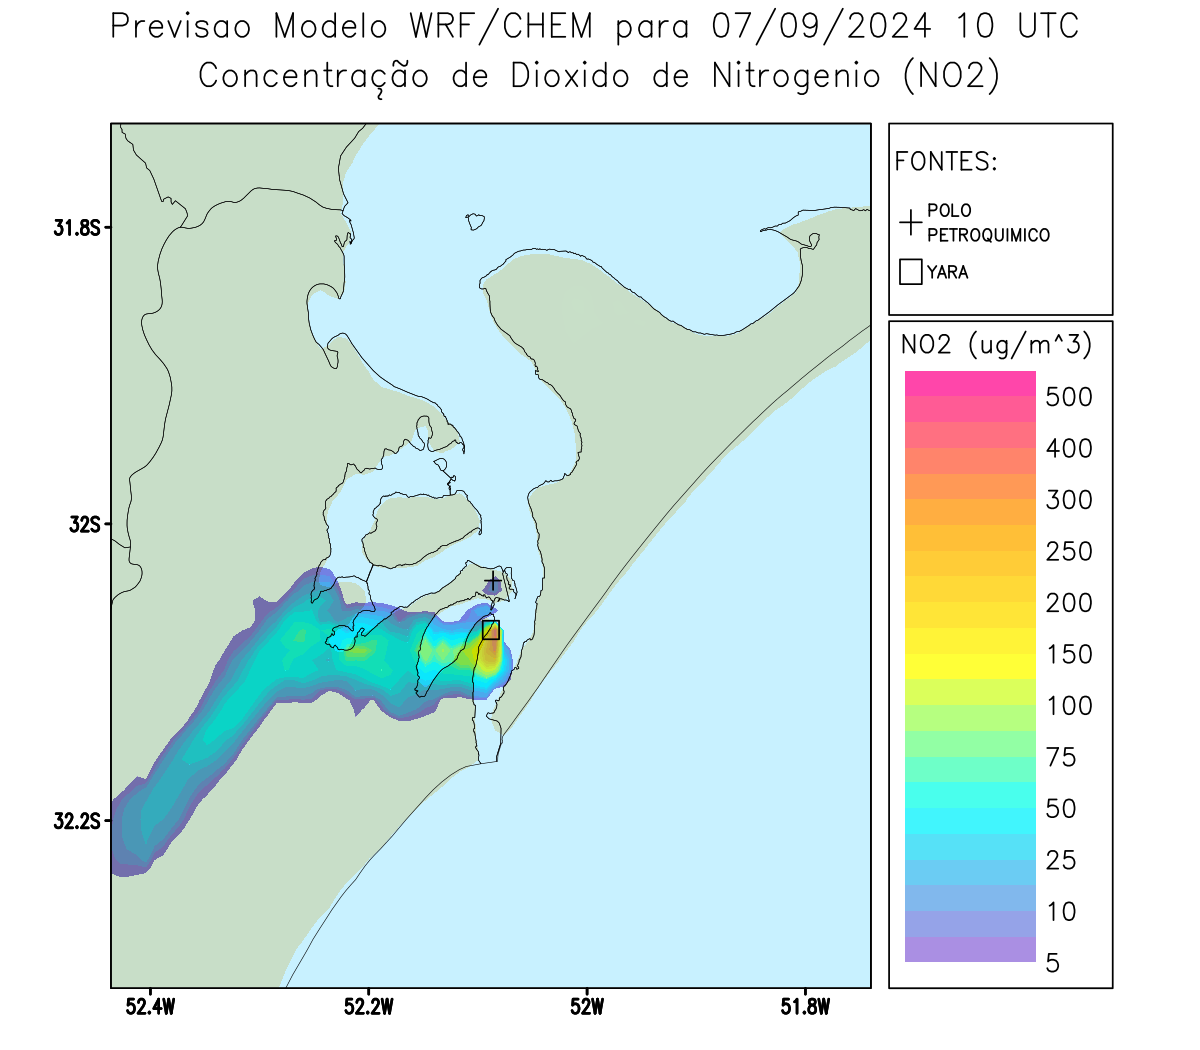 Previsao Modelo WRF/CHEM para 07/09/2024 10 UTC
Concentração de Dioxido de Nitrogenio (NO2)
FONTES:
POLO
PETROQUIMICO
YARA
NO2 (ug/m^3)
500
400
300
250
200
150
100
75
50
25
10
5
31.8S
32S
32.2S
52.4W
52.2W
52W
51.8W